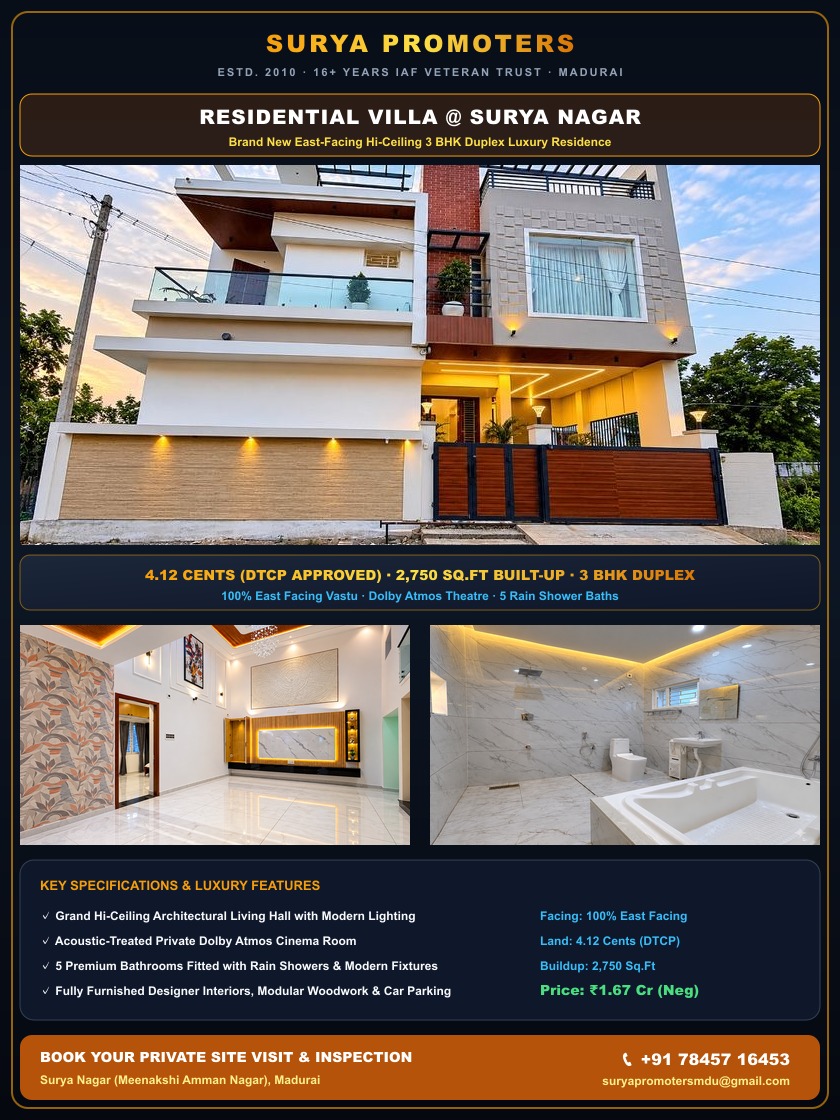 SURYA PROMOTERS
ESTD. 2010 · 16+ YEARS IAF VETERAN TRUST · MADURAI
RESIDENTIAL VILLA @ SURYA NAGAR
Brand New East-Facing Hi-Ceiling 3 BHK Duplex Luxury Residence
4.12 CENTS (DTCP APPROVED) · 2,750 SQ.FT BUILT-UP · 3 BHK DUPLEX
100% East Facing Vastu · Dolby Atmos Theatre · 5 Rain Shower Baths
KEY SPECIFICATIONS & LUXURY FEATURES
✓ Grand Hi-Ceiling Architectural Living Hall with Modern Lighting
✓ Acoustic-Treated Private Dolby Atmos Cinema Room
✓ 5 Premium Bathrooms Fitted with Rain Showers & Modern Fixtures
✓ Fully Furnished Designer Interiors, Modular Woodwork & Car Parking
Facing: 100% East Facing
Land: 4.12 Cents (DTCP)
Buildup: 2,750 Sq.Ft
Price: ₹1.67 Cr (Neg)
BOOK YOUR PRIVATE SITE VISIT & INSPECTION
Surya Nagar (Meenakshi Amman Nagar), Madurai
+91 78457 16453
suryapromotersmdu@gmail.com